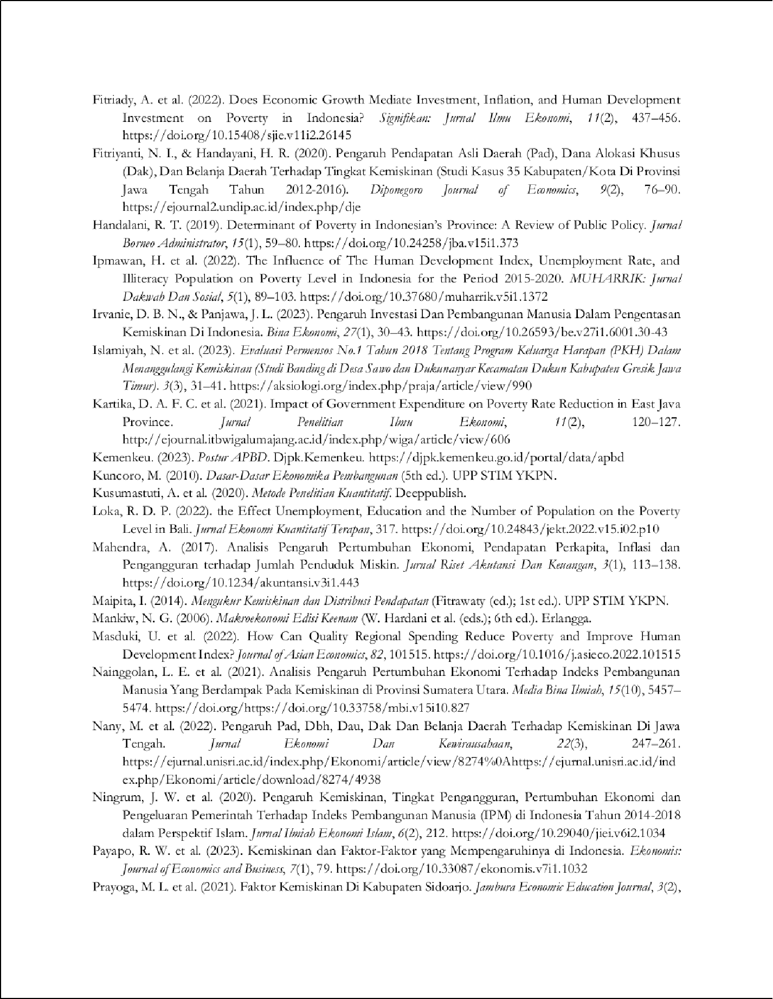 Fitriady, A. et al. (2022). Does Economic Growth Mediate Investment, Inflation, and Human Development
Investment on Poverty in Indonesia? Signifikan: Jurnal Ilmu Ekonomi, 11(2), 437–456.
https://doi.org/10.15408/sjie.v11i2.26145
Fitriyanti, N. I., & Handayani, H. R. (2020). Pengaruh Pendapatan Asli Daerah (Pad), Dana Alokasi Khusus
(Dak), Dan Belanja Daerah Terhadap Tingkat Kemiskinan (Studi Kasus 35 Kabupaten/Kota Di Provinsi
Jawa Tengah Tahun 2012-2016). Diponegoro Journal of Economics, 9(2), 76–90.
https://ejournal2.undip.ac.id/index.php/dje
Handalani, R. T. (2019). Determinant of Poverty in Indonesian’s Province: A Review of Public Policy. Jurnal
Borneo Administrator, 15(1), 59–80. https://doi.org/10.24258/jba.v15i1.373
Ipmawan, H. et al. (2022). The Influence of The Human Development Index, Unemployment Rate, and
Illiteracy Population on Poverty Level in Indonesia for the Period 2015-2020. MUHARRIK: Jurnal
Dakwah Dan Sosial, 5(1), 89–103. https://doi.org/10.37680/muharrik.v5i1.1372
Irvanie, D. B. N., & Panjawa, J. L. (2023). Pengaruh Investasi Dan Pembangunan Manusia Dalam Pengentasan
Kemiskinan Di Indonesia. Bina Ekonomi, 27(1), 30–43. https://doi.org/10.26593/be.v27i1.6001.30-43
Islamiyah, N. et al. (2023). Evaluasi Permensos No.1 Tahun 2018 Tentang Program Keluarga Harapan (PKH) Dalam
Menanggulangi Kemiskinan (Studi Banding di Desa Sawo dan Dukunanyar Kecamatan Dukun Kabupaten Gresik Jawa
Timur). 3(3), 31–41. https://aksiologi.org/index.php/praja/article/view/990
Kartika, D. A. F. C. et al. (2021). Impact of Government Expenditure on Poverty Rate Reduction in East Java
Province. Jurnal Penelitian Ilmu Ekonomi, 11(2), 120–127.
http://ejournal.itbwigalumajang.ac.id/index.php/wiga/article/view/606
Kemenkeu. (2023). Postur APBD. Djpk.Kemenkeu. https://djpk.kemenkeu.go.id/portal/data/apbd
Kuncoro, M. (2010). Dasar-Dasar Ekonomika Pembangunan (5th ed.). UPP STIM YKPN.
Kusumastuti, A. et al. (2020). Metode Penelitian Kuantitatif. Deeppublish.
Loka, R. D. P. (2022). the Effect Unemployment, Education and the Number of Population on the Poverty
Level in Bali. Jurnal Ekonomi Kuantitatif Terapan, 317. https://doi.org/10.24843/jekt.2022.v15.i02.p10
Mahendra, A. (2017). Analisis Pengaruh Pertumbuhan Ekonomi, Pendapatan Perkapita, Inflasi dan
Pengangguran terhadap Jumlah Penduduk Miskin. Jurnal Riset Akutansi Dan Keuangan, 3(1), 113–138.
https://doi.org/10.1234/akuntansi.v3i1.443
Maipita, I. (2014). Mengukur Kemiskinan dan Distribusi Pendapatan (Fitrawaty (ed.); 1st ed.). UPP STIM YKPN.
Mankiw, N. G. (2006). Makroekonomi Edisi Keenam (W. Hardani et al. (eds.); 6th ed.). Erlangga.
Masduki, U. et al. (2022). How Can Quality Regional Spending Reduce Poverty and Improve Human
Development Index? Journal of Asian Economics, 82, 101515. https://doi.org/10.1016/j.asieco.2022.101515
Nainggolan, L. E. et al. (2021). Analisis Pengaruh Pertumbuhan Ekonomi Terhadap Indeks Pembangunan
Manusia Yang Berdampak Pada Kemiskinan di Provinsi Sumatera Utara. Media Bina Ilmiah, 15(10), 5457–
5474. https://doi.org/https://doi.org/10.33758/mbi.v15i10.827
Nany, M. et al. (2022). Pengaruh Pad, Dbh, Dau, Dak Dan Belanja Daerah Terhadap Kemiskinan Di Jawa
Tengah. Jurnal Ekonomi Dan Kewirausahaan, 22(3), 247–261.
https://ejurnal.unisri.ac.id/index.php/Ekonomi/article/view/8274%0Ahttps://ejurnal.unisri.ac.id/ind
ex.php/Ekonomi/article/download/8274/4938
Ningrum, J. W. et al. (2020). Pengaruh Kemiskinan, Tingkat Pengangguran, Pertumbuhan Ekonomi dan
Pengeluaran Pemerintah Terhadap Indeks Pembangunan Manusia (IPM) di Indonesia Tahun 2014-2018
dalam Perspektif Islam. Jurnal Ilmiah Ekonomi Islam, 6(2), 212. https://doi.org/10.29040/jiei.v6i2.1034
Payapo, R. W. et al. (2023). Kemiskinan dan Faktor-Faktor yang Mempengaruhinya di Indonesia. Ekonomis:
Journal of Economics and Business, 7(1), 79. https://doi.org/10.33087/ekonomis.v7i1.1032
Prayoga, M. L. et al. (2021). Faktor Kemiskinan Di Kabupaten Sidoarjo. Jambura Economic Education Journal, 3(2),